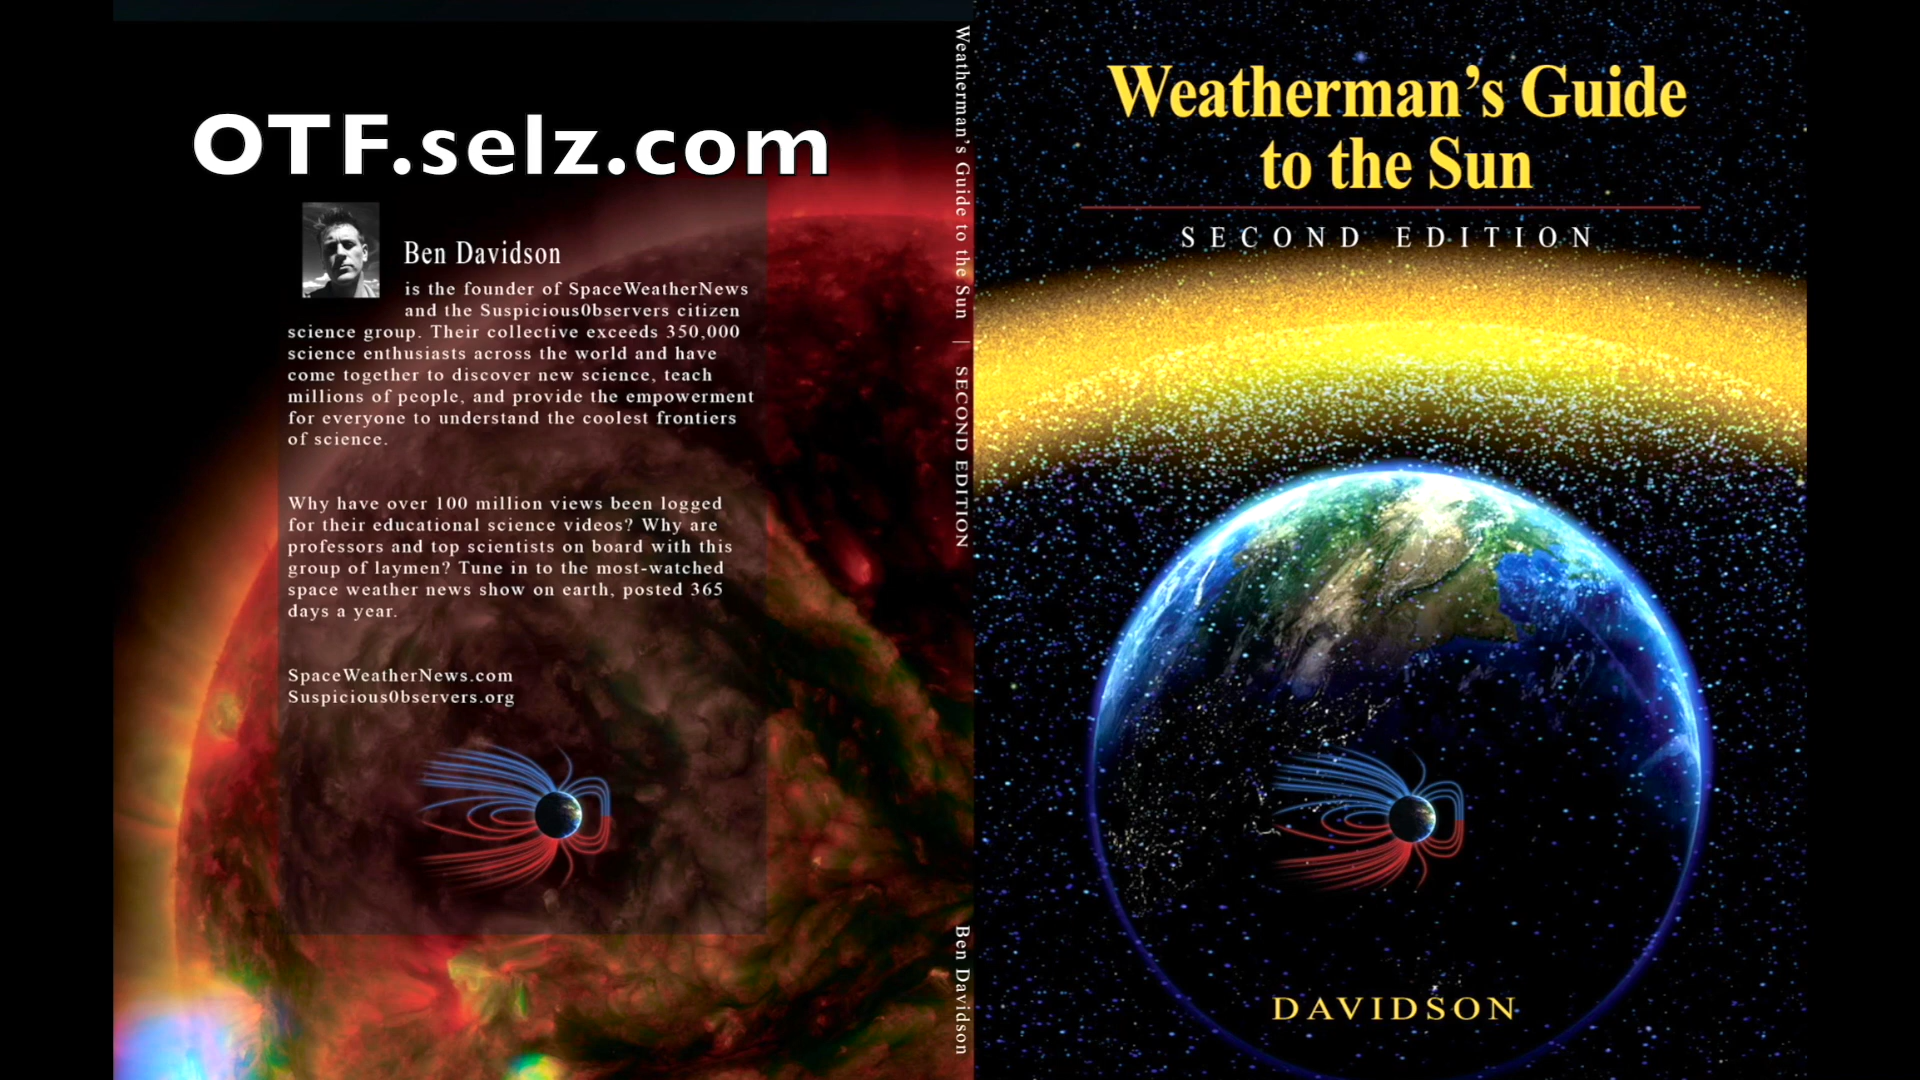 OTF.selz.com
Ben Davidson
is the founder of SpaceWeatherNews
and the Suspicious0bservers citizen
science group. Their collective exceeds 350,000
science enthusiasts across the world and have
come together to discover new science, teach
millions of people, and provide the empowerment
for everyone to understand the coolest frontiers
of science.
Why have over 100 million views been logged
for their educational science videos? Why are
professors and top scientists on board with this
group of laymen? Tune in to the most-watched
space weather news show on earth, posted 365
days a year.
SpaceWeatherNews.com
Suspicious0bservers.org
Weatherman's Guide to the Sun | SECOND EDITION
Ben Davidson
Weatherman's Guide
to the Sun
SECOND EDITION
DAVIDSON